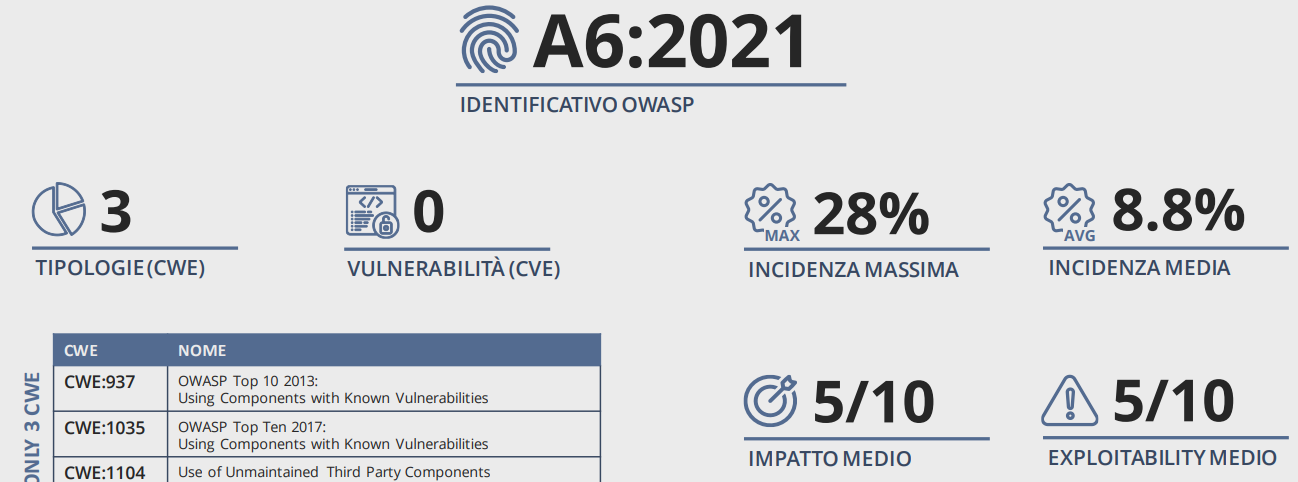 A6:2021
IDENTIFICATIVO OWASP
3
TIPOLOGIE (CWE)
0
VULNERABILITÀ (CVE)
MAX
28%
INCIDENZA MASSIMA
AVG
8.8%
INCIDENZA MEDIA
ONLY 3 CWE
CWE NOME
CWE:937 OWASP Top 10 2013:
Using Components with Known Vulnerabilities
CWE:1035 OWASP Top Ten 2017:
Using Components with Known Vulnerabilities
CWE:1104 Use of Unmaintained Third Party Components
5/10
IMPATTO MEDIO
5/10
EXPLOITABILITY MEDIO